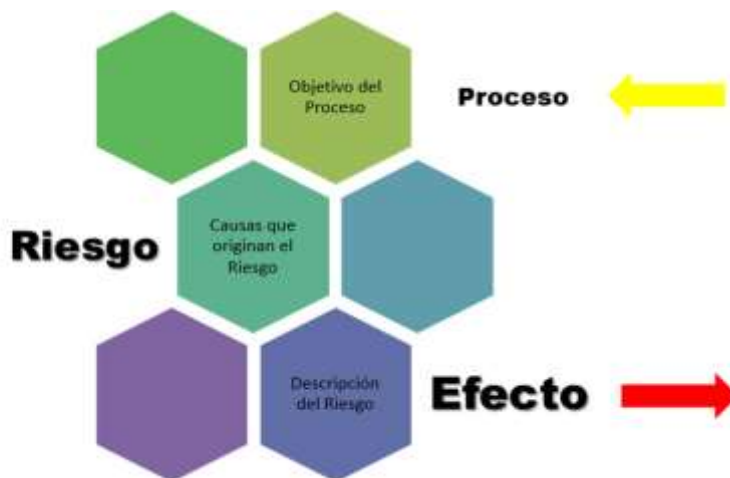 Objetivo del
Proceso
Proceso
Riesgo
Causas que
originan el
Riesgo
Descripción
del Riesgo
Efecto